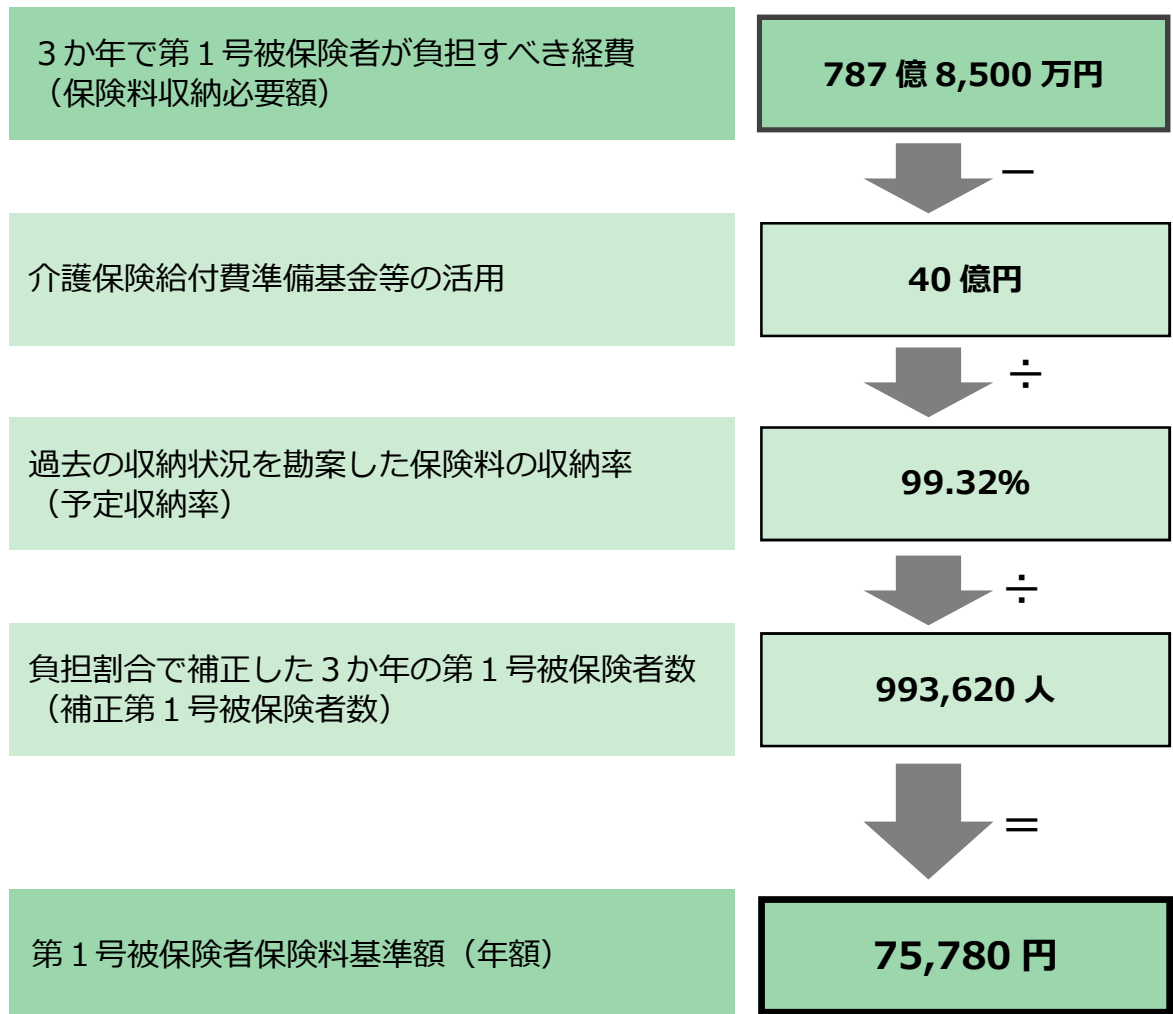 ３か年で第１号被保険者が負担すべき経費
（保険料収納必要額）
787 億 8,500 万円
－
介護保険給付費準備基金等の活用
40 億円
÷
過去の収納状況を勘案した保険料の収納率
（予定収納率）
99.32%
÷
負担割合で補正した３か年の第１号被保険者数
（補正第１号被保険者数）
993,620 人
＝
第１号被保険者保険料基準額（年額）
75,780 円